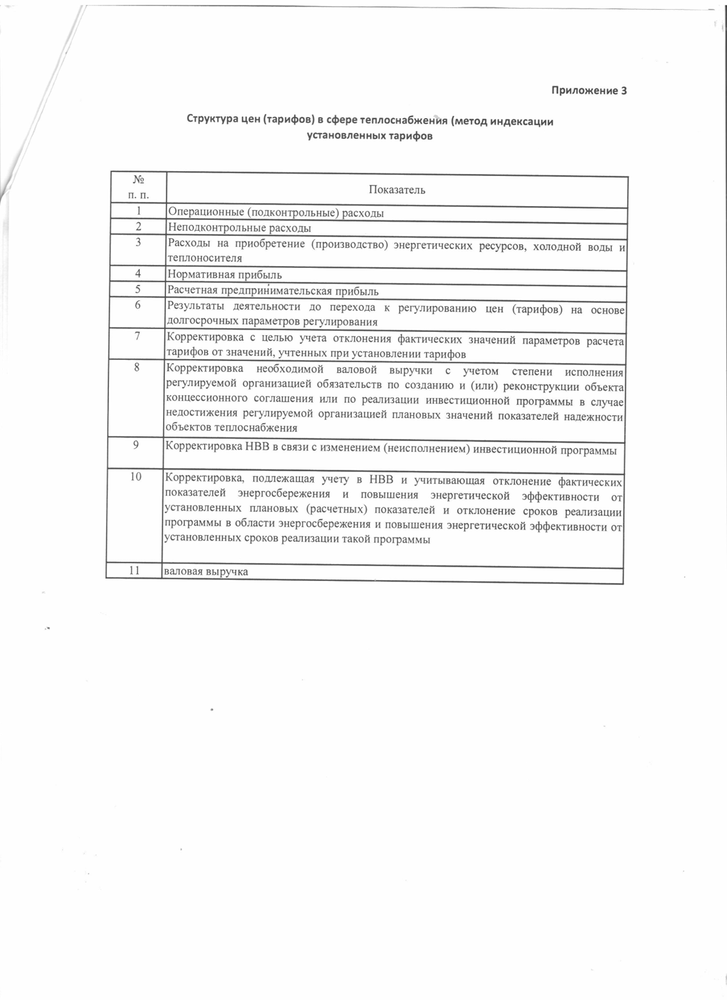 Приложение 3
Структура цен (тарифов) в сфере теплоснабжения (метод индексации
установленных тарифов
№
п. п.
Показатель
1
Операционные (подконтрольные) расходы
2
Неподконтрольные расходы
3
Расходы на приобретение (производство) энергетических ресурсов, холодной воды и
теплоносителя
4
Нормативная прибыль
5
Расчетная предпринимательская прибыль
6
Результаты деятельности до перехода к регулированию цен (тарифов) на основе
долгосрочных параметров регулирования
7
Корректировка с целью учета отклонения фактических значений параметров расчета
тарифов от значений, учтенных при установлении тарифов
8
Корректировка необходимой валовой выручки с учетом степени исполнения
регулируемой организацией обязательств по созданию и (или) реконструкции объекта
концессионного соглашения или по реализации инвестиционной программы в случае
недостижения регулируемой организацией плановых значений показателей надежности
объектов теплоснабжения
9
Корректировка НВВ в связи с изменением (неисполнением) инвестиционной программы
10
Корректировка, подлежащая учету в НВВ и учитывающая отклонение фактических
показателей энергосбережения и повышения энергетической эффективности от
установленных плановых (расчетных) показателей и отклонение сроков реализации
программы в области энергосбережения и повышения энергетической эффективности от
установленных сроков реализации такой программы
11
валовая выручка